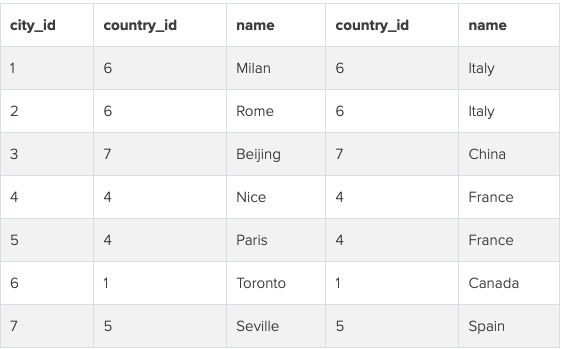 city_id country_id name country_id name
1 6 Milan 6 Italy
2 6 Rome 6 Italy
3 7 Beijing 7 China
4 4 Nice 4 France
5 4 Paris 4 France
6 1 Toronto 1 Canada
7 5 Seville 5 Spain